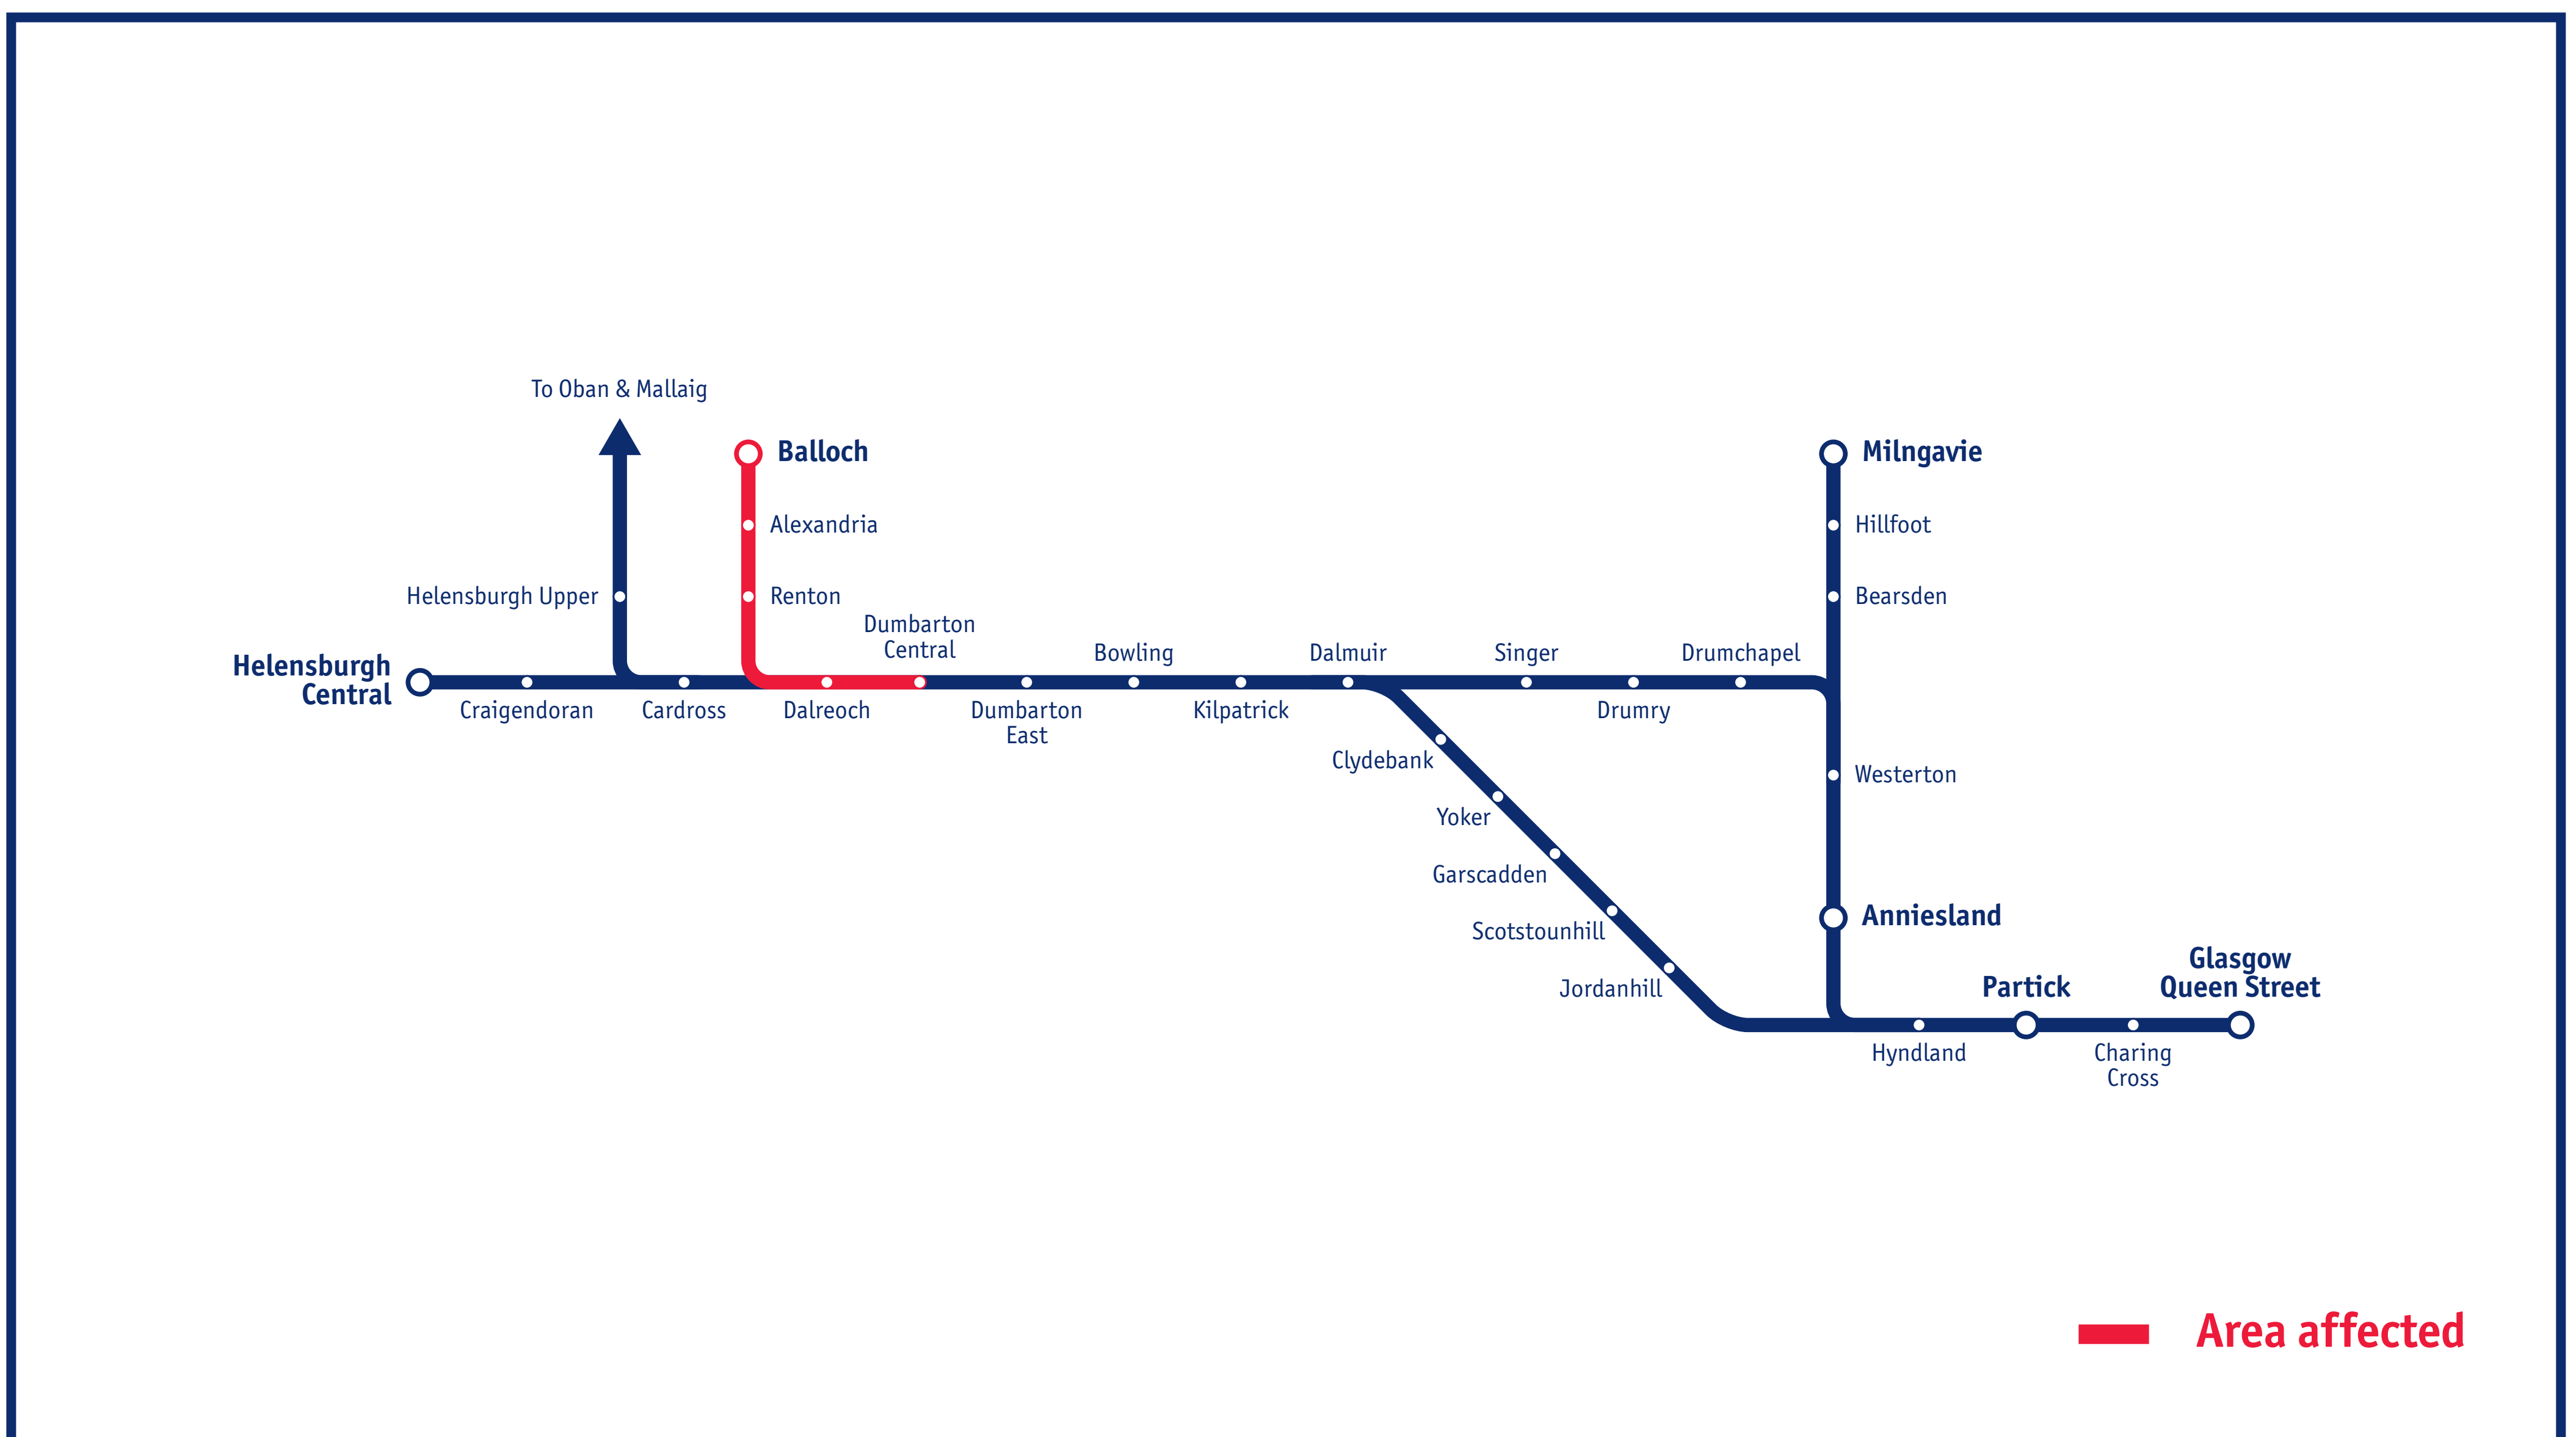 To Oban & Mallaig
Balloch
Milngavie
Alexandria
Hillfoot
Helensburgh Upper
Renton
Bearsden
Dumbarton
Central
Helensburgh
Central
Bowling
Dalmuir
Singer
Drumchapel
Craigendoran
Cardross
Dalreoch
Dumbarton
East
Kilpatrick
Drumry
Clydebank
Westerton
Yoker
Garscadden
Scotstounhill
Anniesland
Jordanhill
Partick
Glasgow
Queen Street
Hyndland
Charing
Cross
Area affected